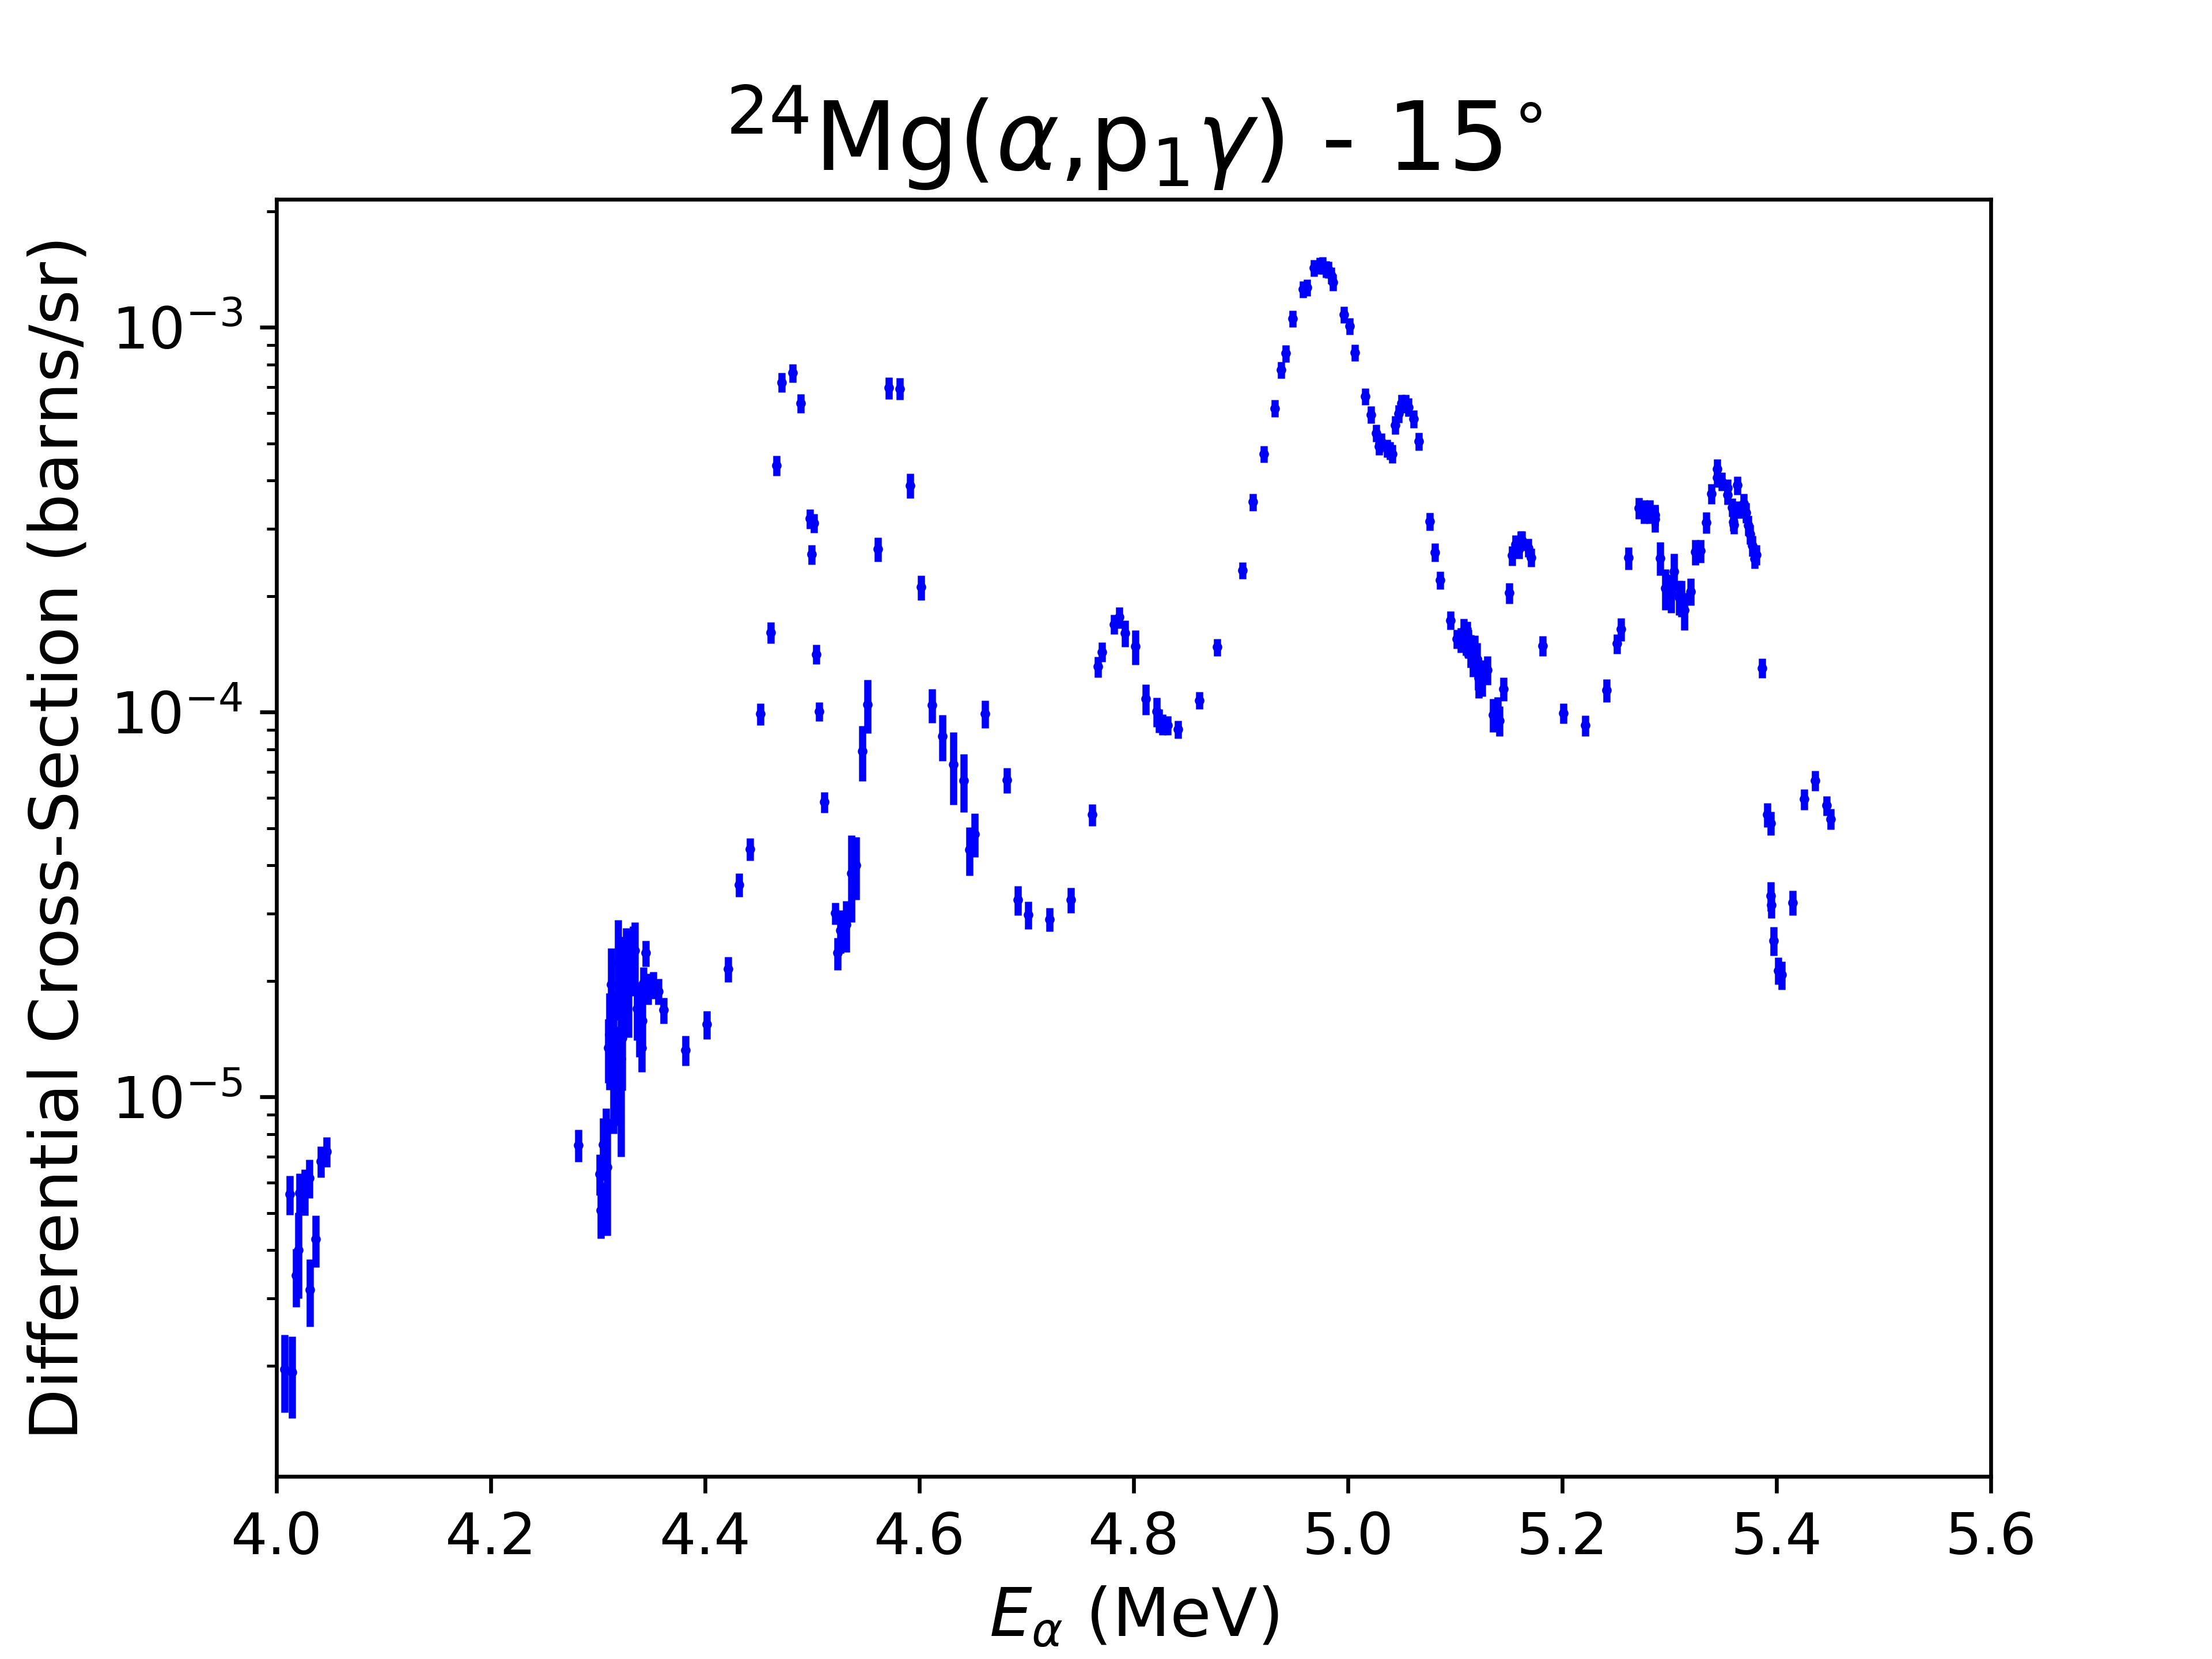 ²⁴Mg(α,p₁γ) - 15°
Differential Cross-Section (barns/sr)
10⁻³
10⁻⁴
10⁻⁵
4.0 4.2 4.4 4.6 4.8 5.0 5.2 5.4 5.6
Eα (MeV)